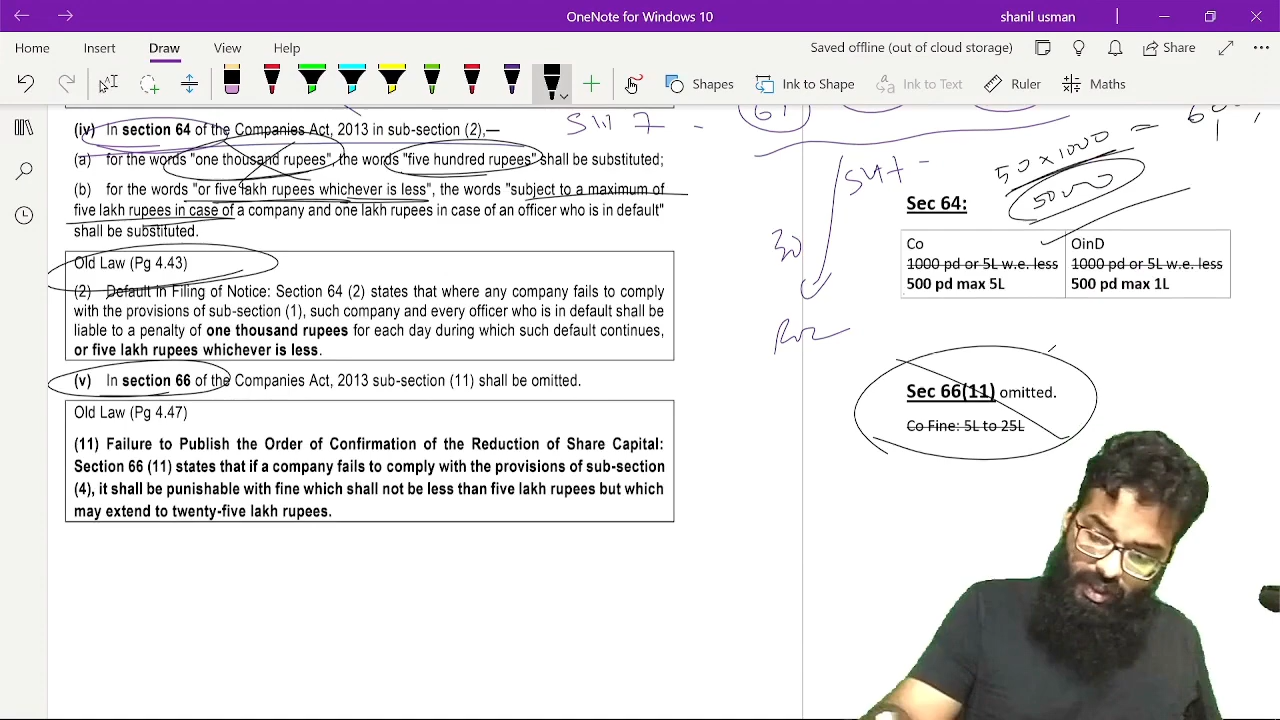 OneNote for Windows 10
shanil usman
Home Insert Draw View Help
Saved offline (out of cloud storage) Share
Shapes Ink to Shape Ink to Text Ruler Maths
(iv) In section 64 of the Companies Act, 2013 in sub-section (2),—
SH 7 -
(a) for the words "one thousand rupees", the words "five hundred rupees" shall be substituted;
(b) for the words "or five lakh rupees whichever is less", the words "subject to a maximum of
five lakh rupees in case of a company and one lakh rupees in case of an officer who is in default"
shall be substituted.
Old Law (Pg 4.43)
(2) Default in Filing of Notice: Section 64 (2) states that where any company fails to comply
with the provisions of sub-section (1), such company and every officer who is in default shall be
liable to a penalty of one thousand rupees for each day during which such default continues,
or five lakh rupees whichever is less.
(v) In section 66 of the Companies Act, 2013 sub-section (11) shall be omitted.
Old Law (Pg 4.47)
(11) Failure to Publish the Order of Confirmation of the Reduction of Share Capital:
Section 66 (11) states that if a company fails to comply with the provisions of sub-section
(4), it shall be punishable with fine which shall not be less than five lakh rupees but which
may extend to twenty-five lakh rupees.
61
50 x 1000 =
SH7 -
30
Sec 64:
Co OinD
1000 pd or 5L w.e. less 1000 pd or 5L w.e. less
500 pd max 5L 500 pd max 1L
Sec 66(11) omitted.
Co Fine: 5L to 25L